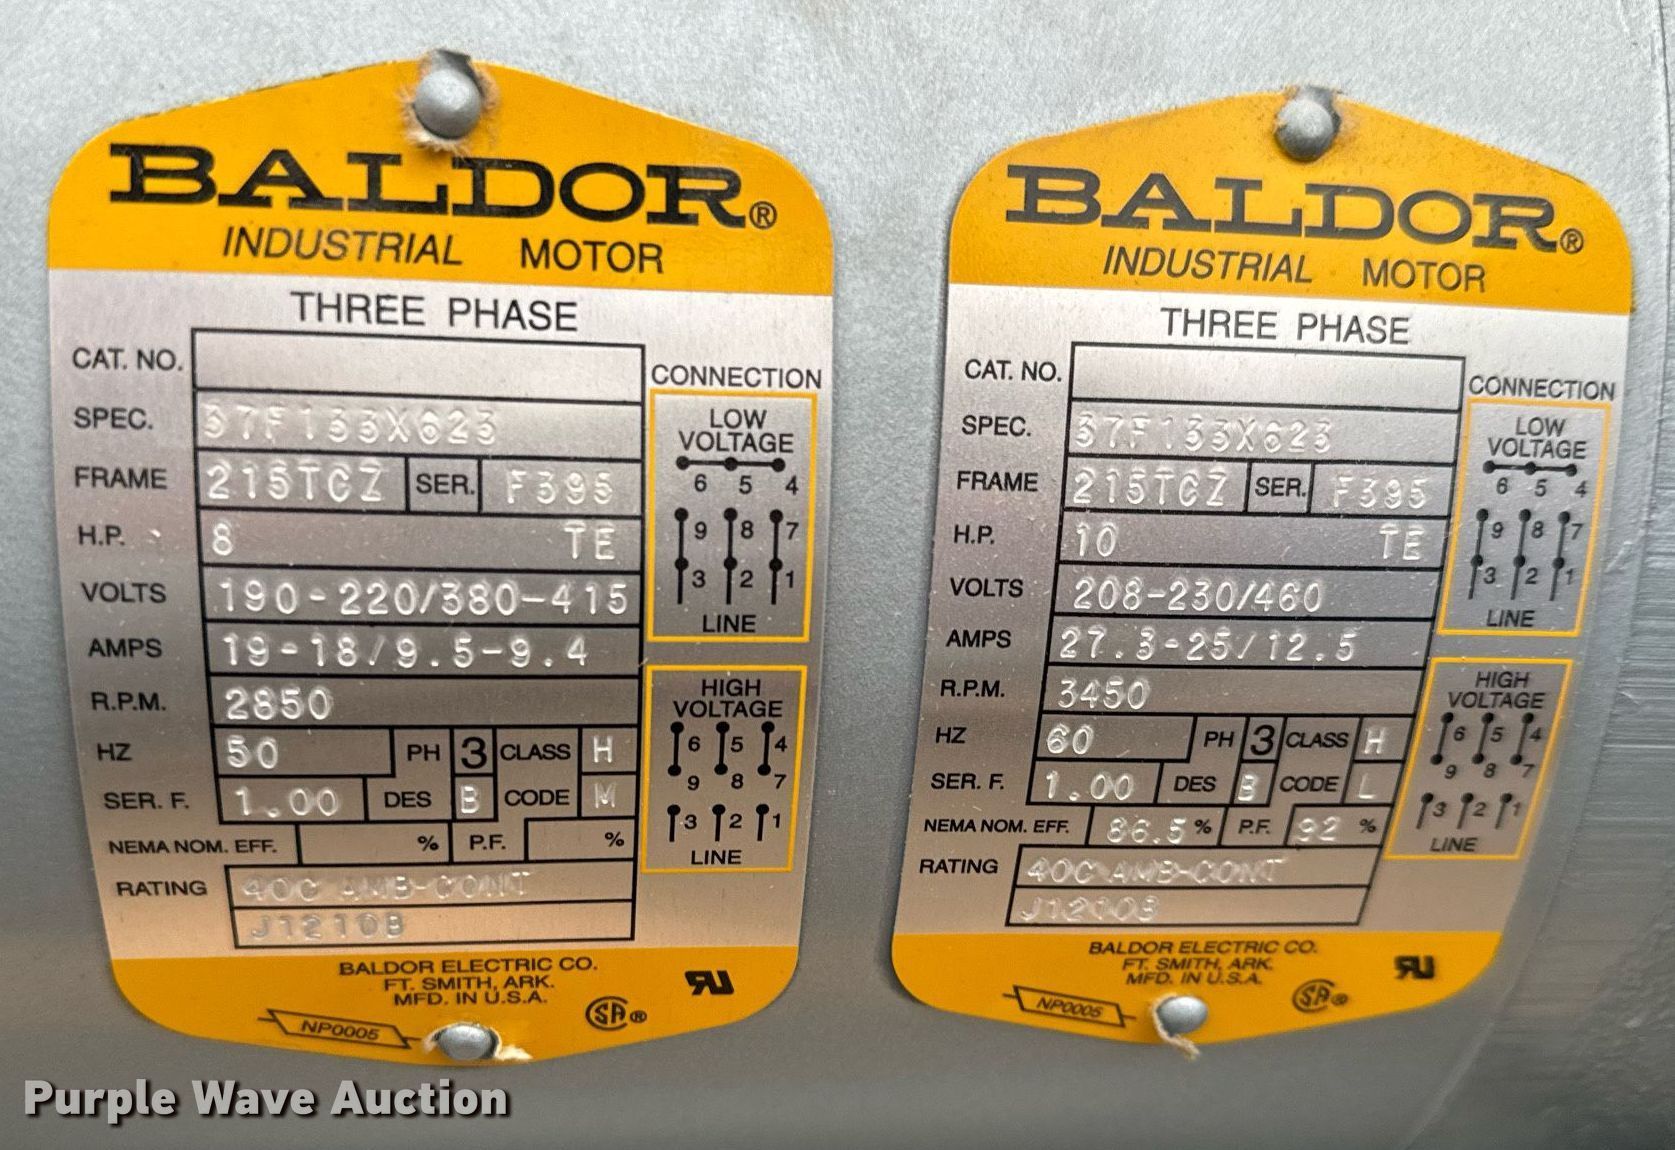 BALDOR®
INDUSTRIAL MOTOR
THREE PHASE
CAT. NO.
SPEC. 37F133X623
FRAME 215TCZ SER. F395
H.P. 8 TE
VOLTS 190-220/380-415
AMPS 19-18/9.5-9.4
R.P.M. 2850
HZ 50 PH 3 CLASS H
SER. F. 1.00 DES B CODE M
NEMA NOM. EFF. % P.F. %
RATING 40C AMB-CONT
J1210B
CONNECTION
LOW
VOLTAGE
6 5 4
9 8 7
3 2 1
LINE
HIGH
VOLTAGE
6 5 4
9 8 7
3 2 1
LINE
BALDOR ELECTRIC CO.
FT. SMITH, ARK.
MFD. IN U.S.A.
NP0005
SA®
RU
BALDOR®
INDUSTRIAL MOTOR
THREE PHASE
CAT. NO.
SPEC. 37F133X623
FRAME 215TCZ SER. F395
H.P. 10 TE
VOLTS 208-230/460
AMPS 27.3-25/12.5
R.P.M. 3450
HZ 60 PH 3 CLASS H
SER. F. 1.00 DES B CODE L
NEMA NOM. EFF. 86.5 % P.F. 92 %
RATING 40C AMB-CONT
J1210B
CONNECTION
LOW
VOLTAGE
6 5 4
9 8 7
3 2 1
LINE
HIGH
VOLTAGE
6 5 4
9 8 7
3 2 1
LINE
BALDOR ELECTRIC CO.
FT. SMITH, ARK.
MFD. IN U.S.A.
NP0005
SA®
RU
Purple Wave Auction